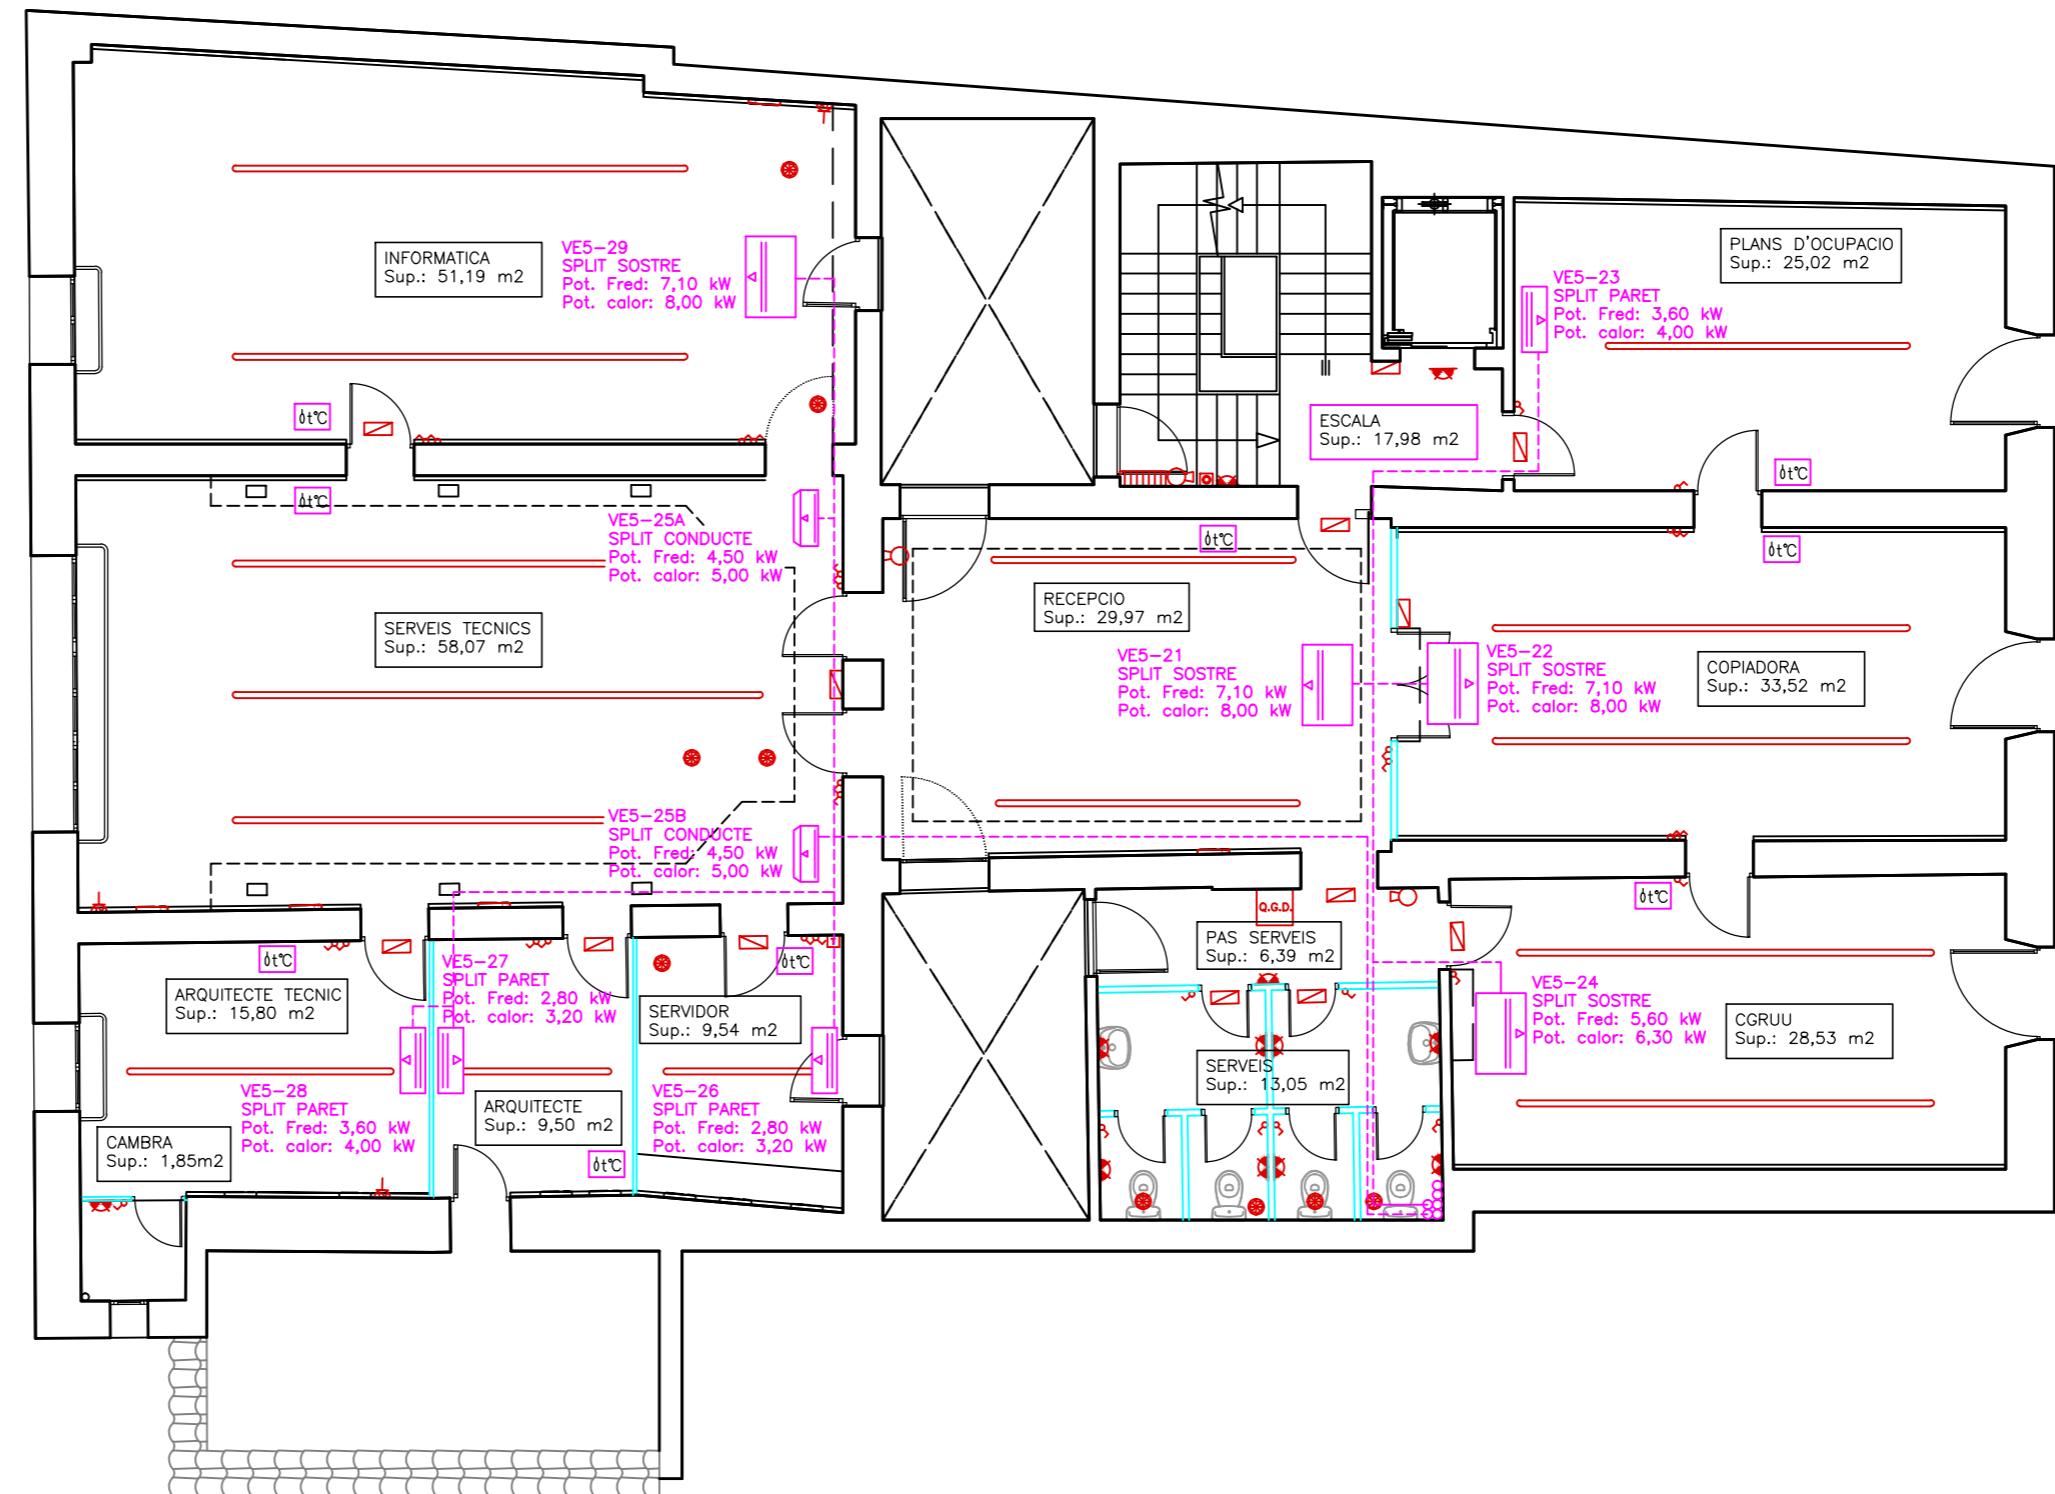 INFORMATICA
Sup.: 51,19 m2
VE5-29
SPLIT SOSTRE
Pot. Fred: 7,10 kW
Pot. calor: 8,00 kW
PLANS D'OCUPACIO
Sup.: 25,02 m2
VE5-23
SPLIT PARET
Pot. Fred: 3,60 kW
Pot. calor: 4,00 kW
t°C
ESCALA
Sup.: 17,98 m2
t°C
t°C
VE5-25A
SPLIT CONDUCTE
Pot. Fred: 4,50 kW
Pot. calor: 5,00 kW
t°C
t°C
RECEPCIO
Sup.: 29,97 m2
SERVEIS TECNICS
Sup.: 58,07 m2
VE5-21
SPLIT SOSTRE
Pot. Fred: 7,10 kW
Pot. calor: 8,00 kW
VE5-22
SPLIT SOSTRE
Pot. Fred: 7,10 kW
Pot. calor: 8,00 kW
COPIADORA
Sup.: 33,52 m2
VE5-25B
SPLIT CONDUCTE
Pot. Fred: 4,50 kW
Pot. calor: 5,00 kW
t°C
Q.G.D.
PAS SERVEIS
Sup.: 6,39 m2
t°C
VE5-27
SPLIT PARET
Pot. Fred: 2,80 kW
Pot. calor: 3,20 kW
t°C
ARQUITECTE TECNIC
Sup.: 15,80 m2
SERVIDOR
Sup.: 9,54 m2
VE5-24
SPLIT SOSTRE
Pot. Fred: 5,60 kW
Pot. calor: 6,30 kW
CGRUU
Sup.: 28,53 m2
SERVEIS
Sup.: 13,05 m2
VE5-28
SPLIT PARET
Pot. Fred: 3,60 kW
Pot. calor: 4,00 kW
ARQUITECTE
Sup.: 9,50 m2
VE5-26
SPLIT PARET
Pot. Fred: 2,80 kW
Pot. calor: 3,20 kW
CAMBRA
Sup.: 1,85m2
t°C